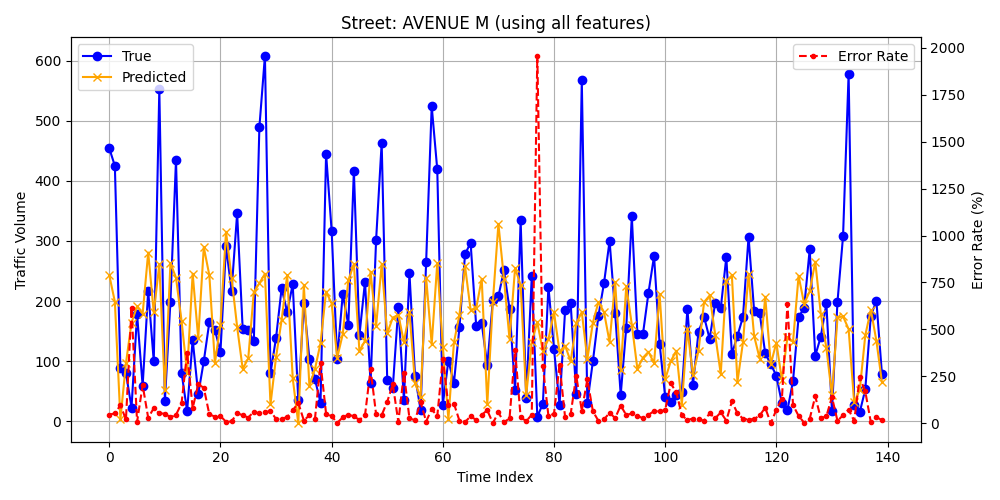 Street: AVENUE M (using all features)
True
Predicted
Error Rate
Traffic Volume
600
500
400
300
200
100
0
2000
1750
1500
1250
1000
750
500
250
0
Error Rate (%)
0 20 40 60 80 100 120 140
Time Index